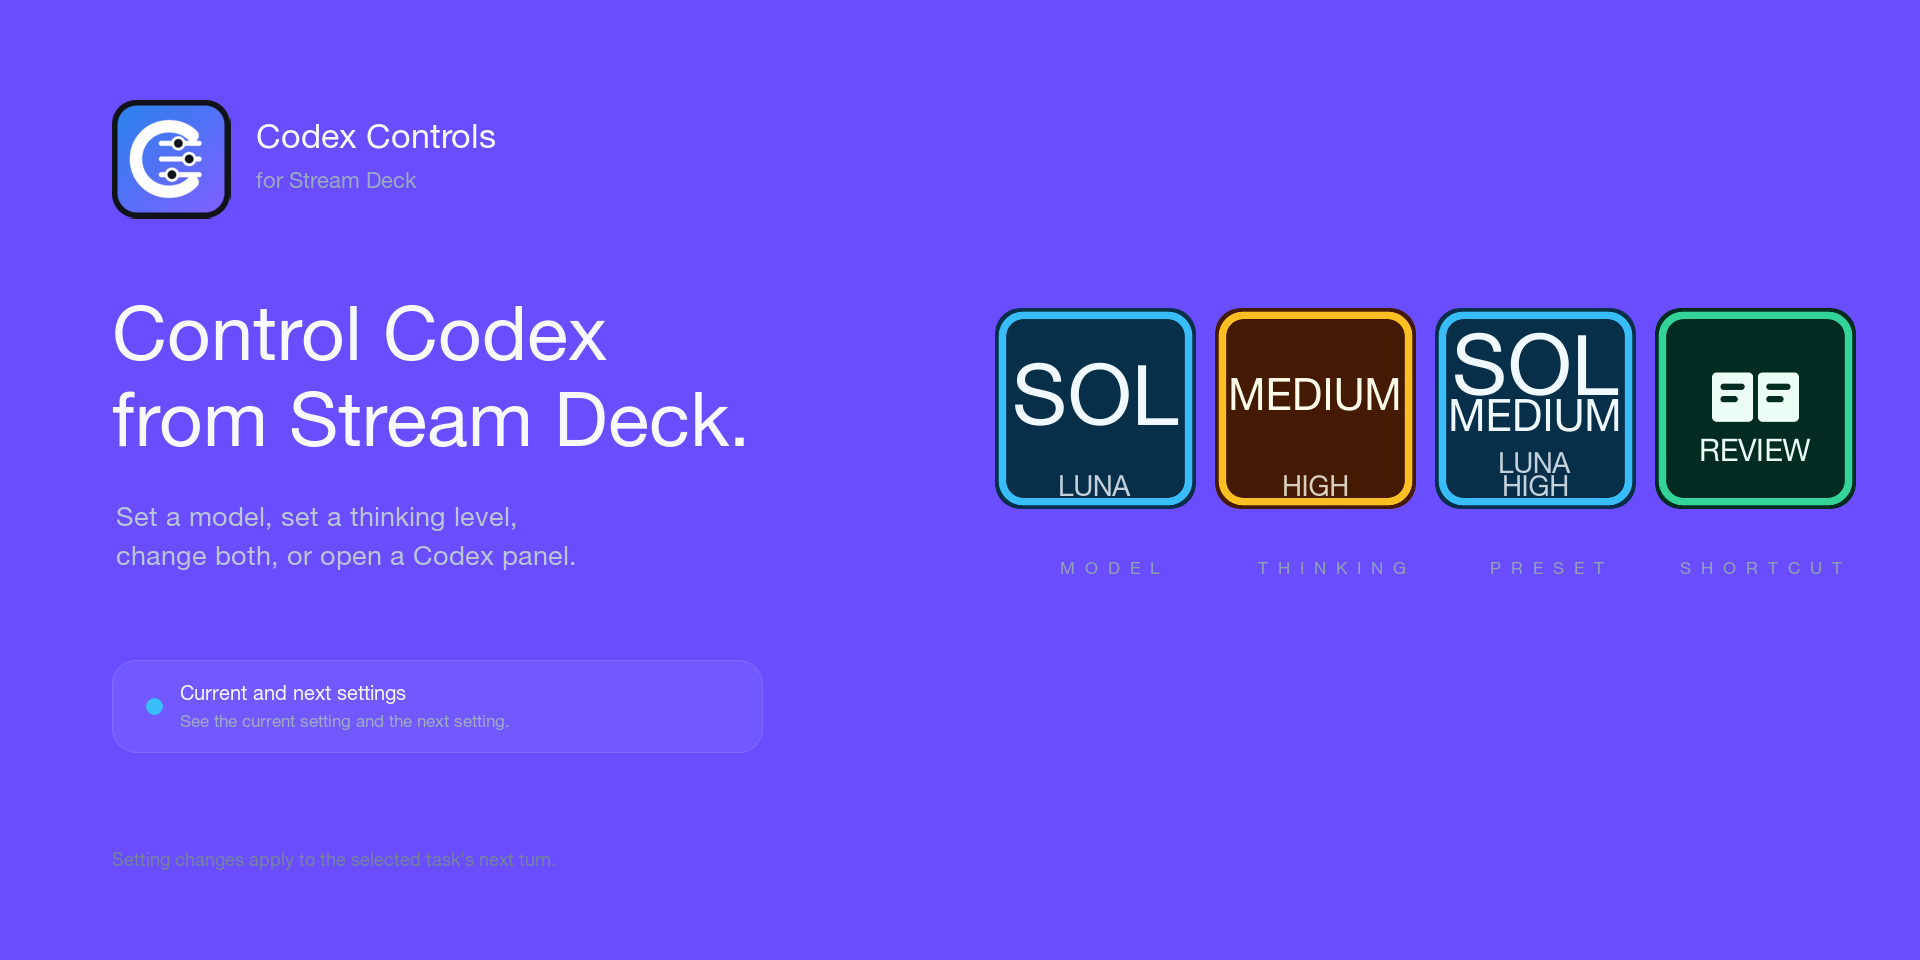 Codex Controls
for Stream Deck
Control Codex
from Stream Deck.
Set a model, set a thinking level,
change both, or open a Codex panel.
Current and next settings
See the current setting and the next setting.
Setting changes apply to the selected task's next turn.
SOL
LUNA
MODEL
MEDIUM
HIGH
THINKING
SOL
MEDIUM
LUNA
HIGH
PRESET
REVIEW
SHORTCUT